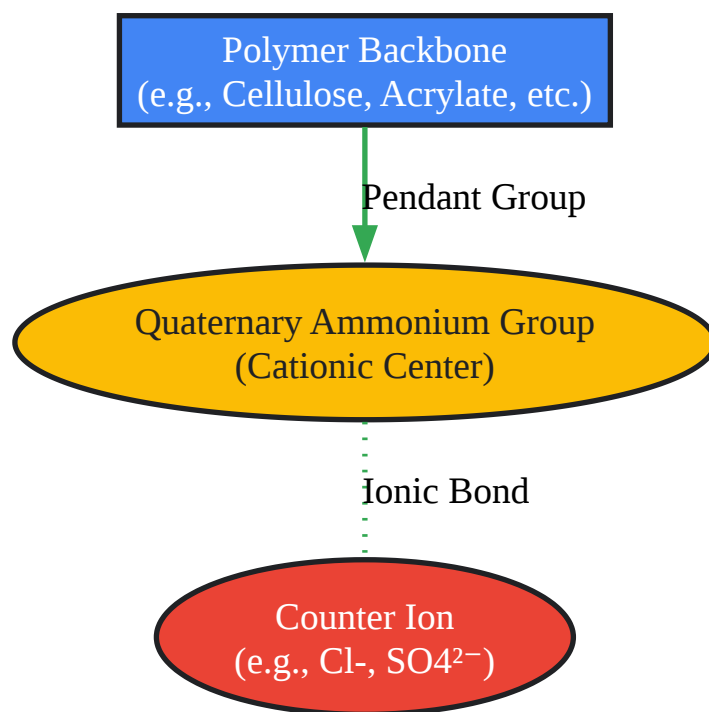 Polymer Backbone
(e.g., Cellulose, Acrylate, etc.)
Pendant Group
Quaternary Ammonium Group
(Cationic Center)
Ionic Bond
Counter Ion
(e.g., Cl-, SO4²⁻)